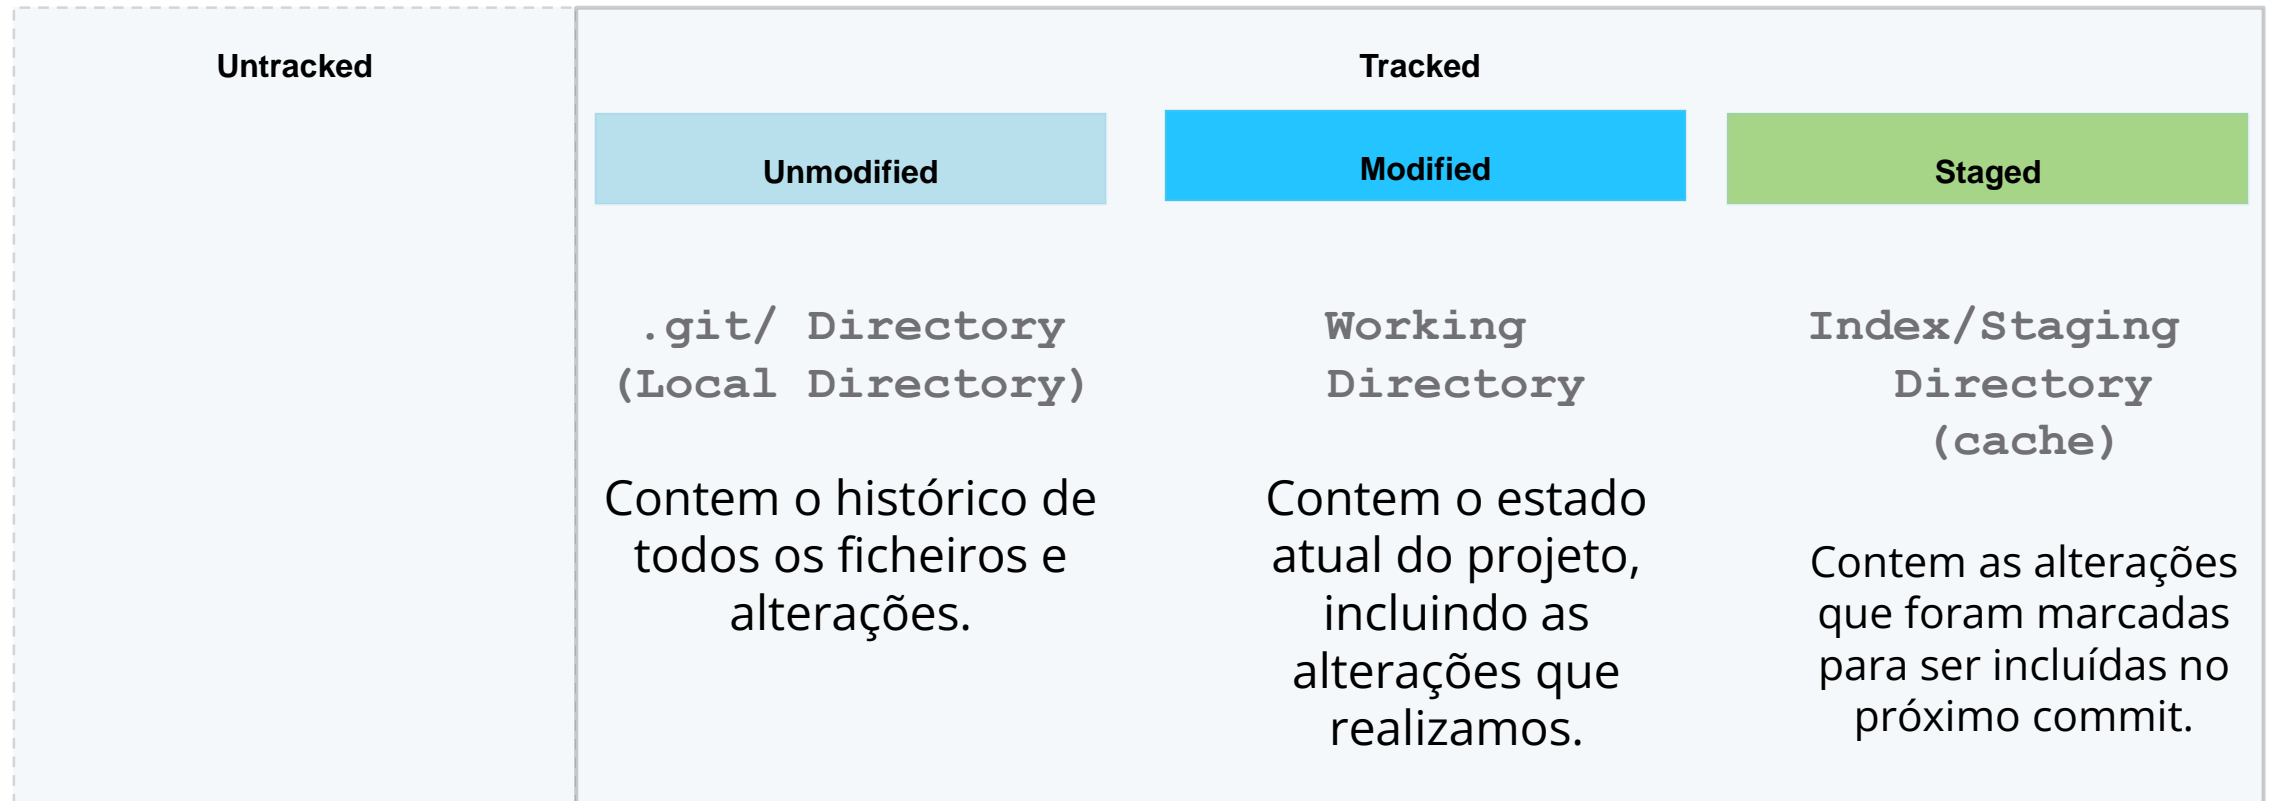 Untracked
Tracked
Unmodified
Modified
Staged
.git/ Directory
(Local Directory)
Contem o histórico de
todos os ficheiros e
alterações.
Working
Directory
Contem o estado
atual do projeto,
incluindo as
alterações que
realizamos.
Index/Staging
Directory
(cache)
Contem as alterações
que foram marcadas
para ser incluídas no
próximo commit.